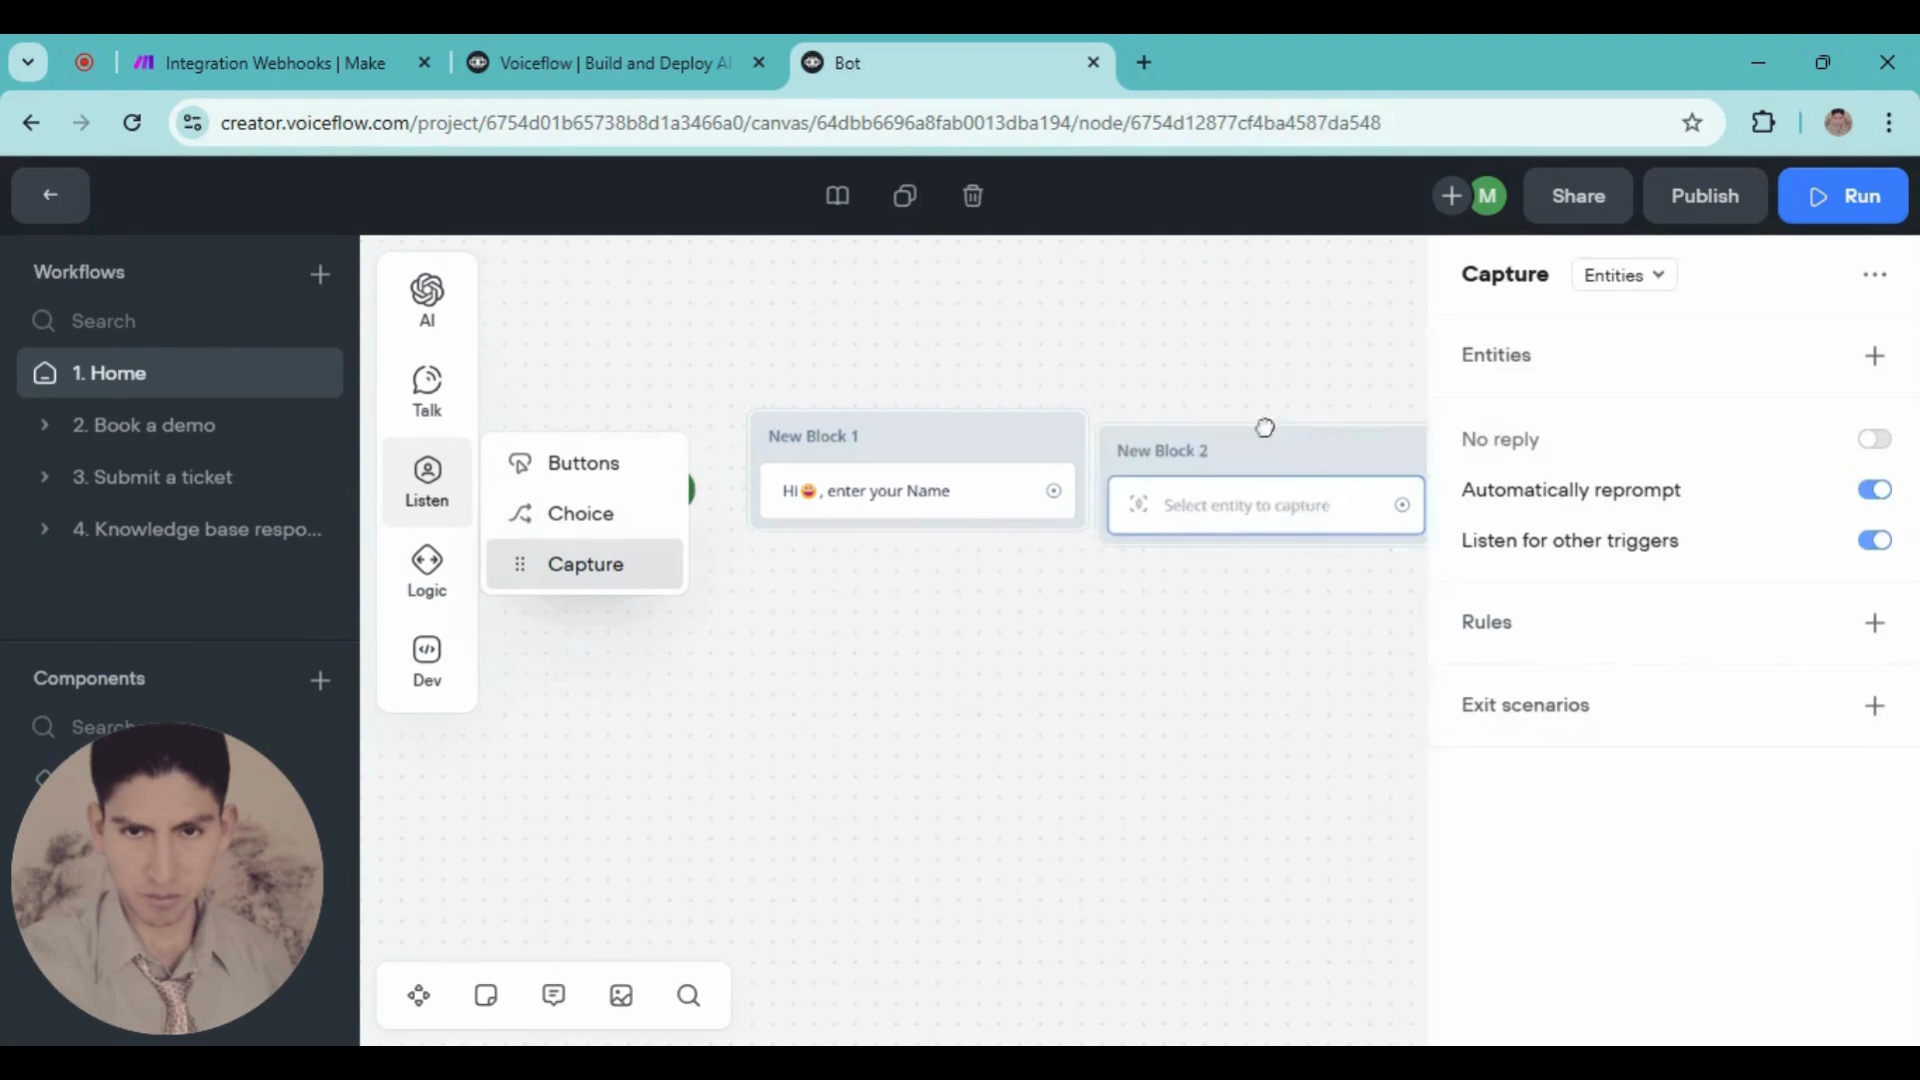 Integration Webhooks | Make
Voiceflow | Build and Deploy AI
Bot
creator.voiceflow.com/project/6754d01b65738b8d1a3466a0/canvas/64dbb6696a8fab0013dba194/node/6754d12877cf4ba4587da548
M
Share
Publish
Run
Workflows
Search
1. Home
2. Book a demo
3. Submit a ticket
4. Knowledge base respo...
Components
Search
AI
Talk
Listen
Logic
Dev
Buttons
Choice
Capture
New Block 1
Hi😀, enter your Name
New Block 2
Select entity to capture
Capture
Entities
Entities
No reply
Automatically reprompt
Listen for other triggers
Rules
Exit scenarios